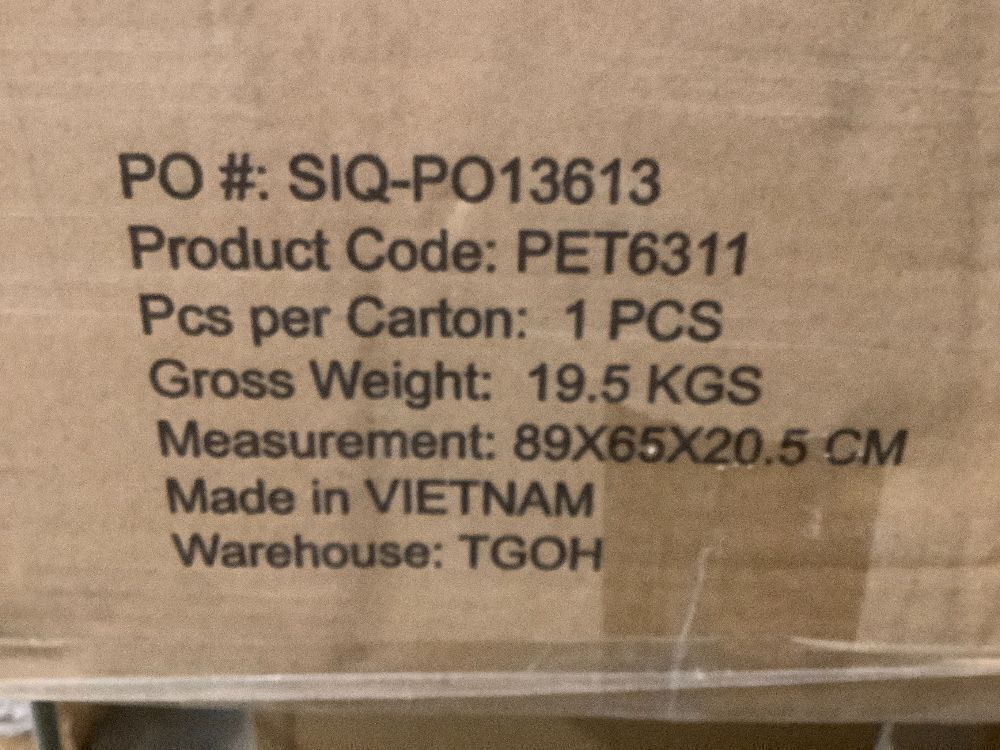 PO #: SIQ-PO13613
Product Code: PET6311
Pcs per Carton: 1 PCS
Gross Weight: 19.5 KGS
Measurement: 89X65X20.5 CM
Made in VIETNAM
Warehouse: TGOH